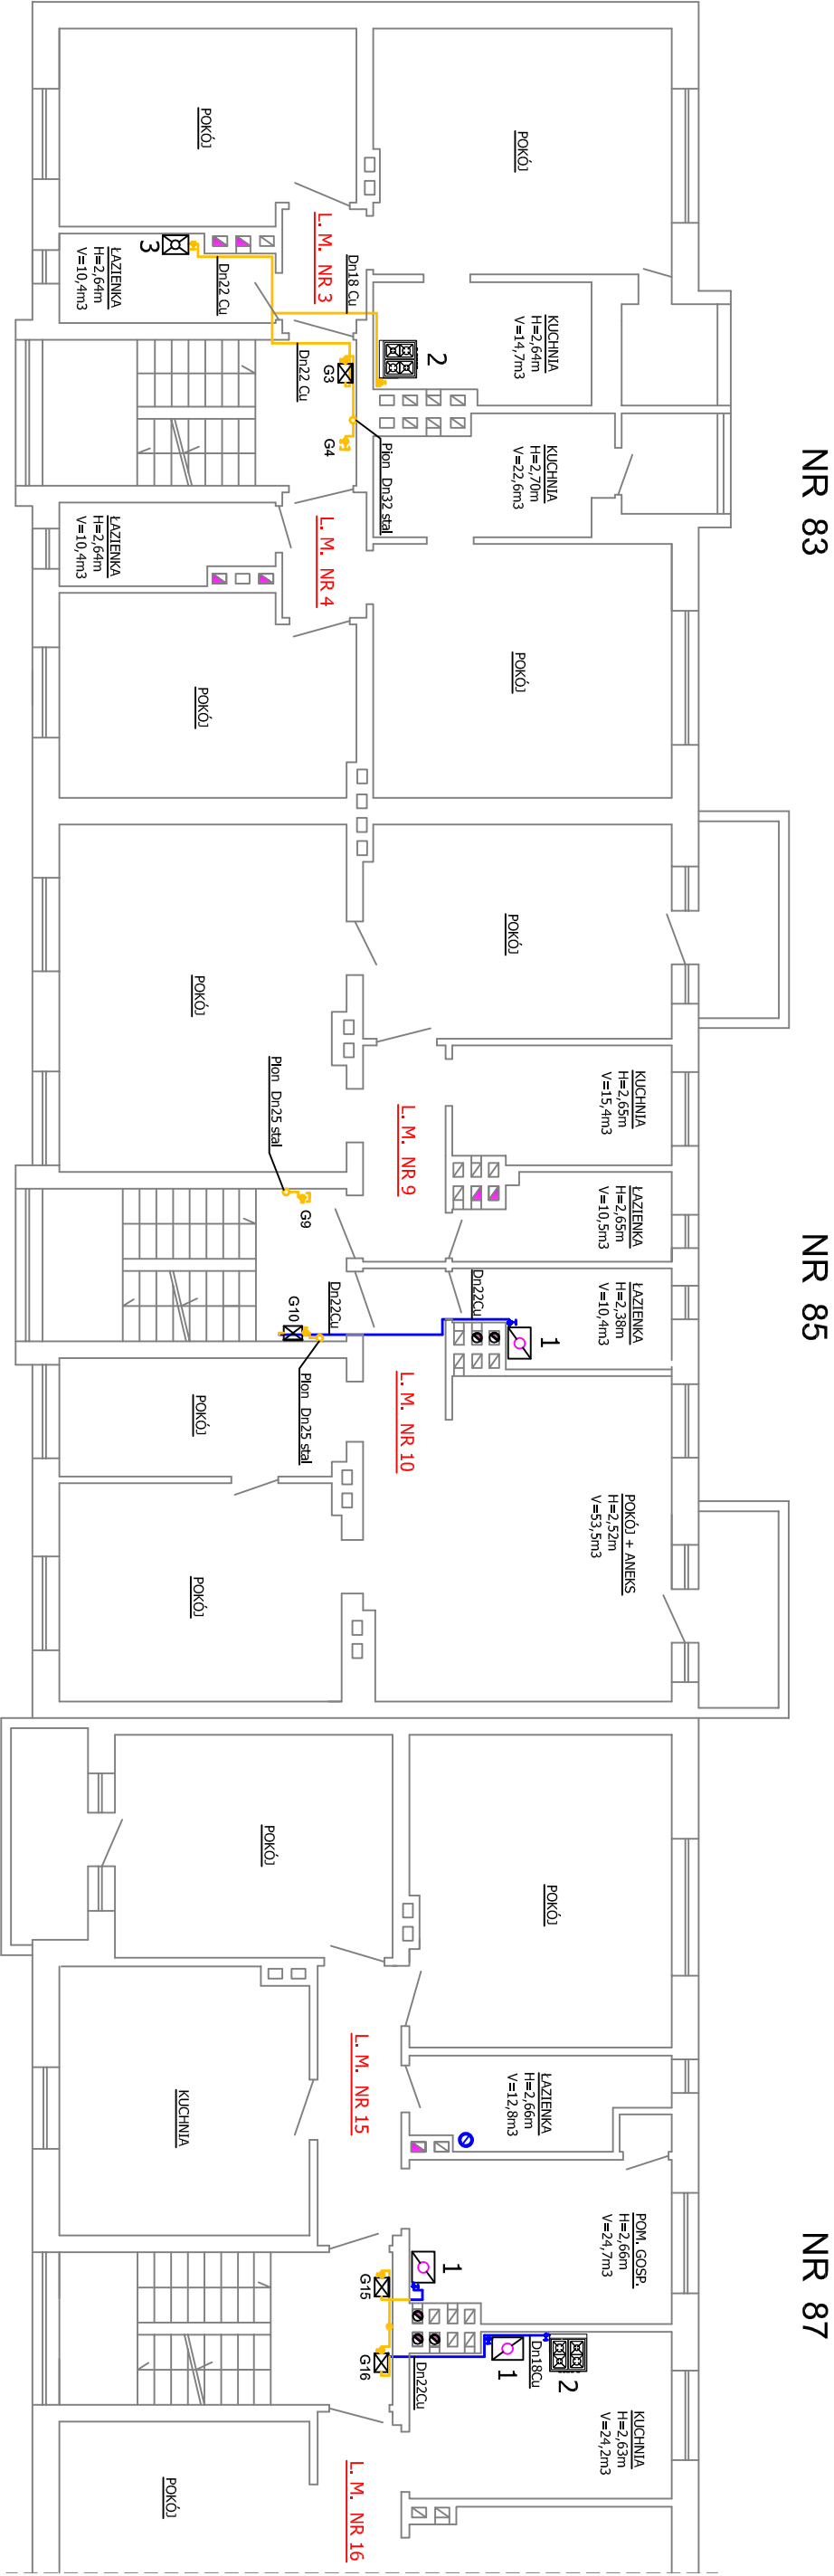 NR 83
POKÓJ
POKÓJ
L. M. NR 3
3
ŁAZIENKA
H=2,64m
V=10,4m3
Dn22 Cu
Dn18 Cu
KUCHNIA
H=2,64m
V=14,7m3
2
Dn22 Cu
G3
G4
Pion Dn32 stal
KUCHNIA
H=2,70m
V=22,6m3
ŁAZIENKA
H=2,64m
V=10,4m3
L. M. NR 4
POKÓJ
POKÓJ
NR 85
POKÓJ
POKÓJ
Pion Dn25 stal
L. M. NR 9
KUCHNIA
H=2,65m
V=15,4m3
G9
ŁAZIENKA
H=2,65m
V=10,5m3
ŁAZIENKA
H=2,38m
V=10,4m3
Dn22Cu
Dn22Cu
G10
1
Pion Dn25 stal
L. M. NR 10
POKÓJ
POKÓJ + ANEKS
H=2,52m
V=53,5m3
POKÓJ
NR 87
POKÓJ
POKÓJ
L. M. NR 15
KUCHNIA
ŁAZIENKA
H=2,66m
V=12,8m3
POM. GOSP.
H=2,66m
V=24,7m3
1
G15
G16
Dn22Cu
1
Dn18Cu
2
KUCHNIA
H=2,63m
V=24,2m3
POKÓJ
L. M. NR 16